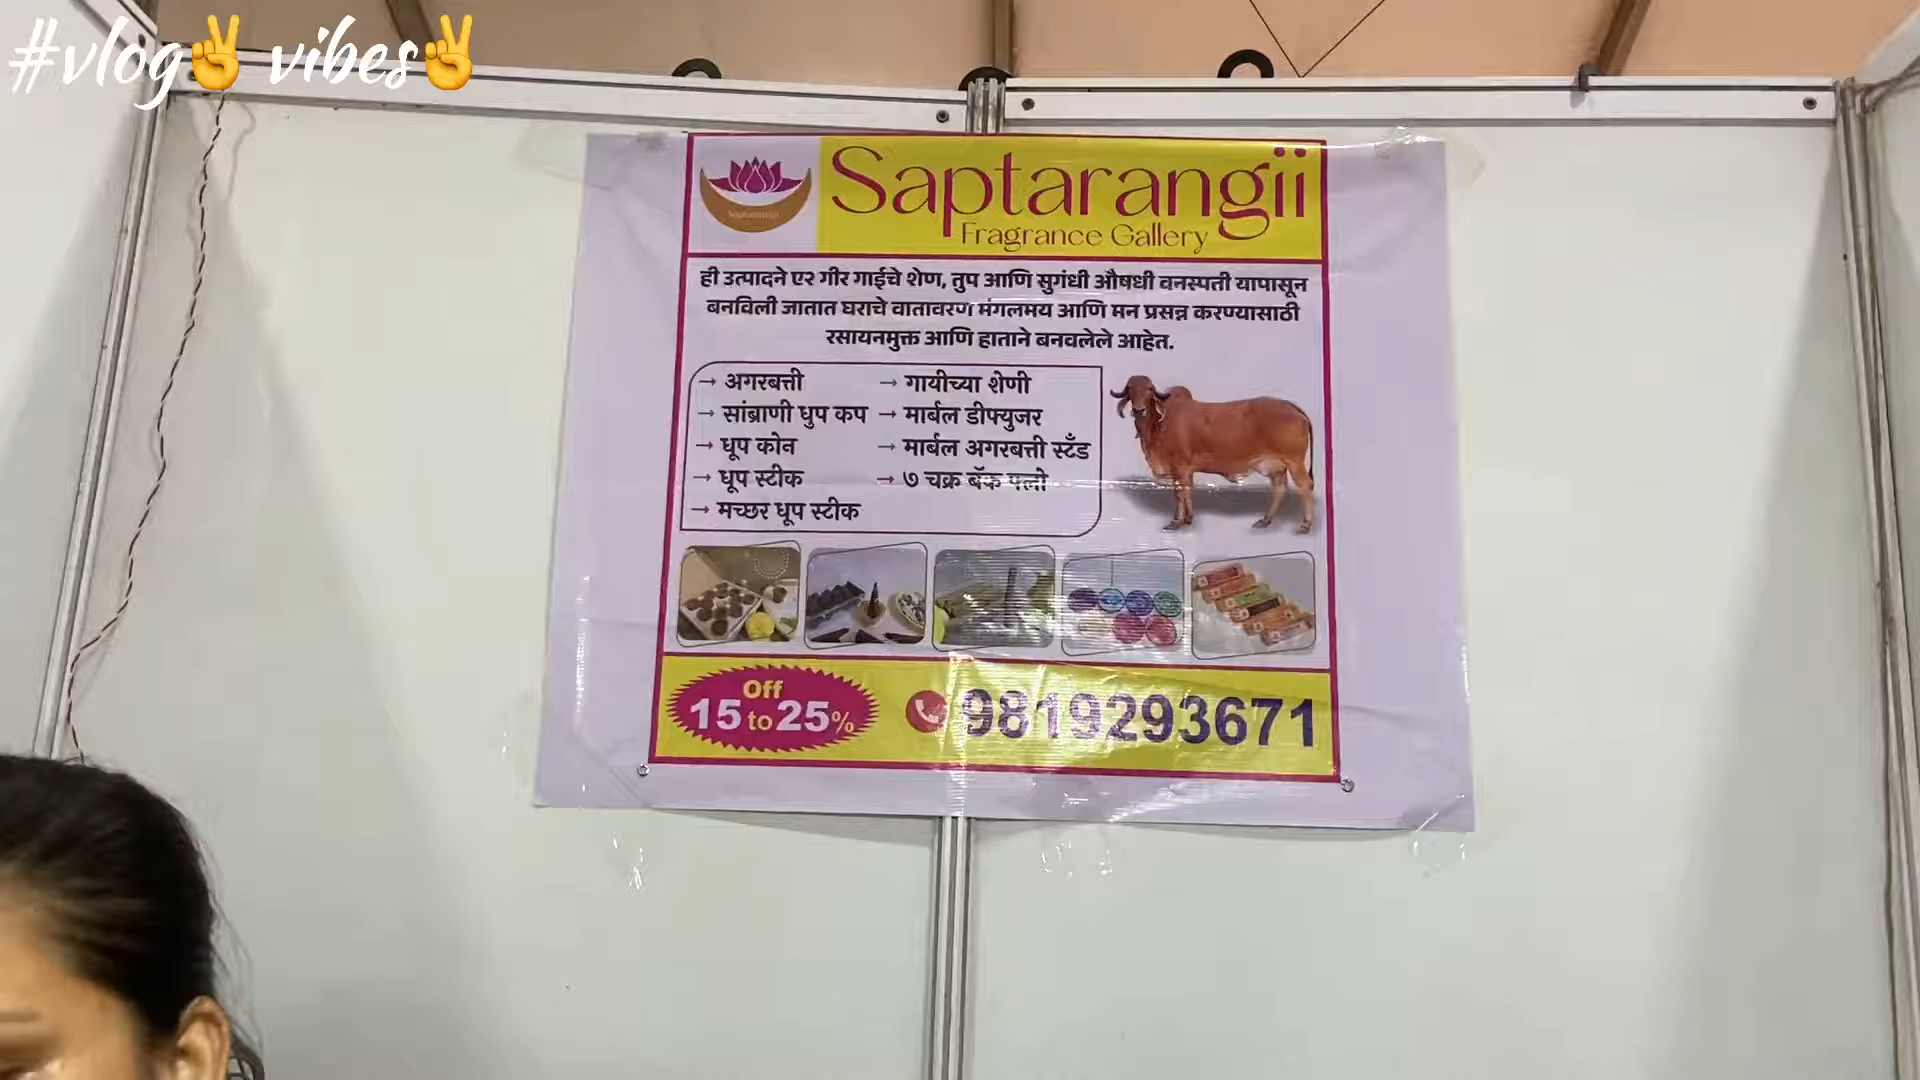 #vlog✌️ vibes✌️
Saptarangii
Fragrance Gallery
ही उत्पादने ए२ गीर गाईचे शेण, तुप आणि सुगंधी औषधी वनस्पती यापासून
बनविली जातात घराचे वातावरण मंगलमय आणि मन प्रसन्न करण्यासाठी
रसायनमुक्त आणि हाताने बनवलेले आहेत.
→ अगरबत्ती
→ सांब्राणी धुप कप
→ धूप कोन
→ धूप स्टीक
→ मच्छर धूप स्टीक
→ गायीच्या शेणी
→ मार्बल डीफ्युजर
→ मार्बल अगरबत्ती स्टँड
→ ७ चक्र बॅक फ्लो
Off
15 to 25%
9819293671